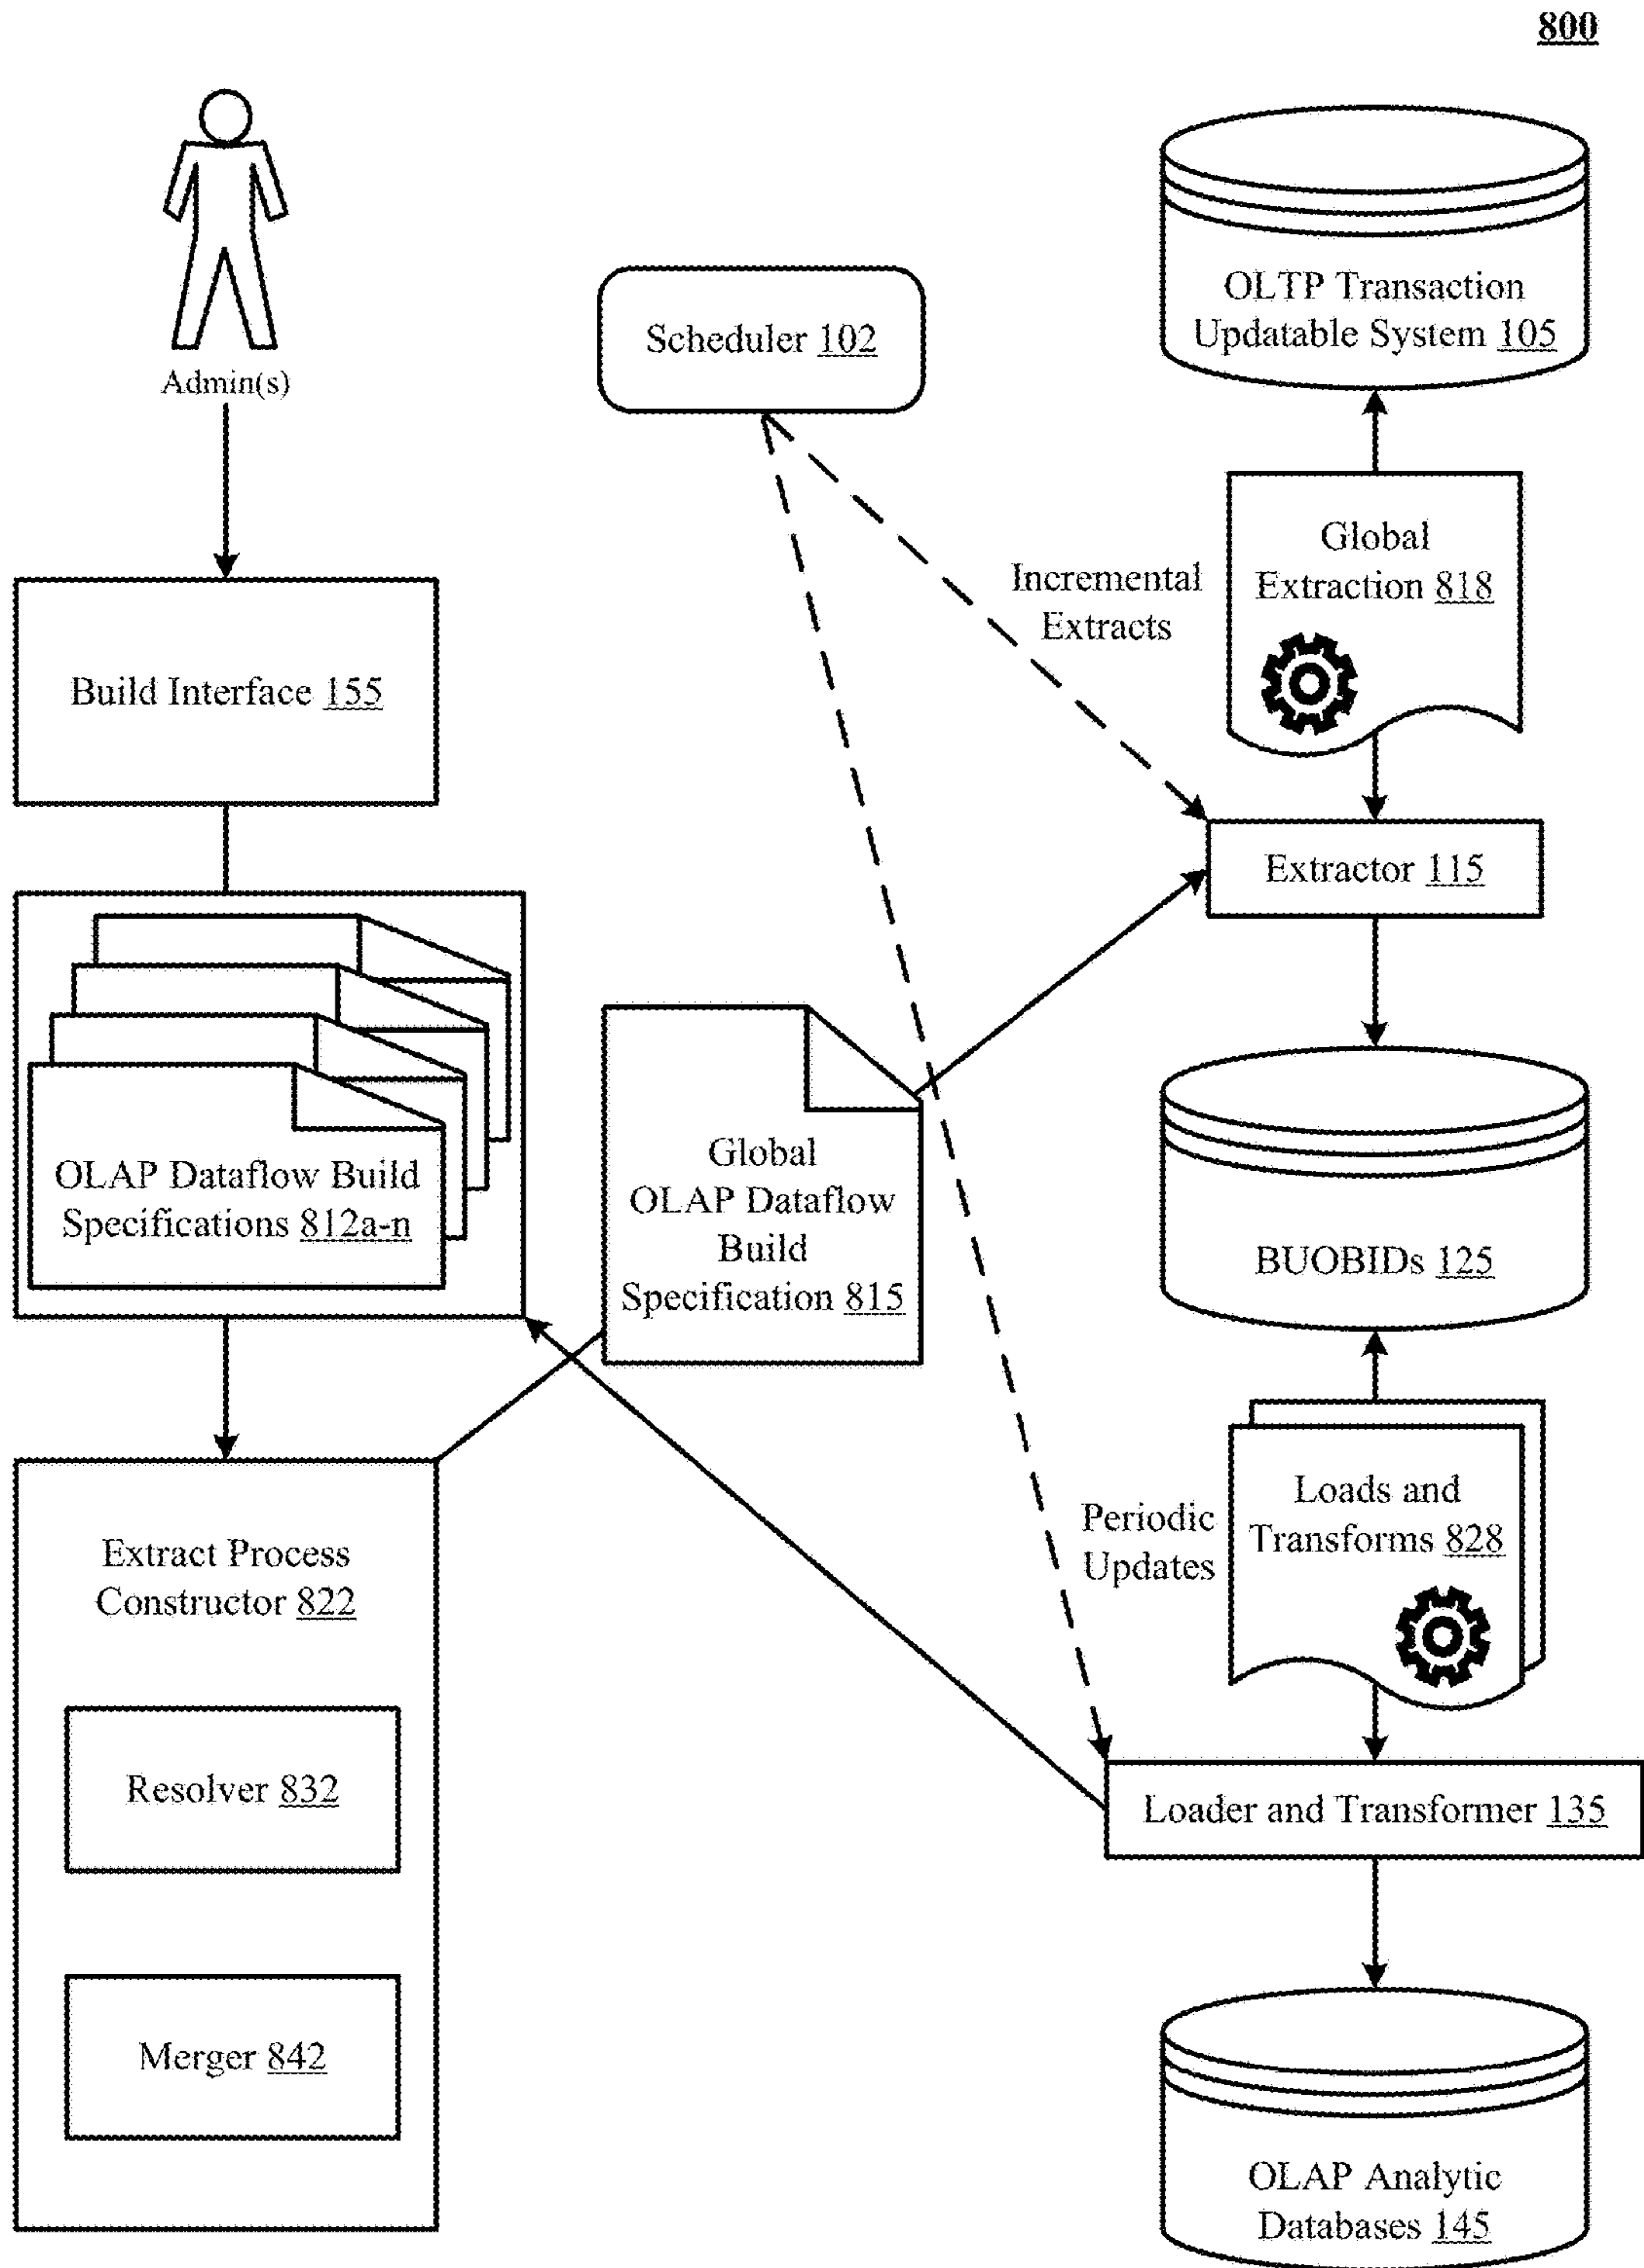 800
Admin(s)
Scheduler 102
OLTP Transaction
Updatable System 105
Global
Extraction 818
Incremental
Extracts
Build Interface 155
Extractor 115
OLAP Dataflow Build
Specifications 812a-n
Global
OLAP Dataflow
Build
Specification 815
BUOBIDs 125
Loads and
Transforms 828
Periodic
Updates
Extract Process
Constructor 822
Resolver 832
Merger 842
Loader and Transformer 135
OLAP Analytic
Databases 145